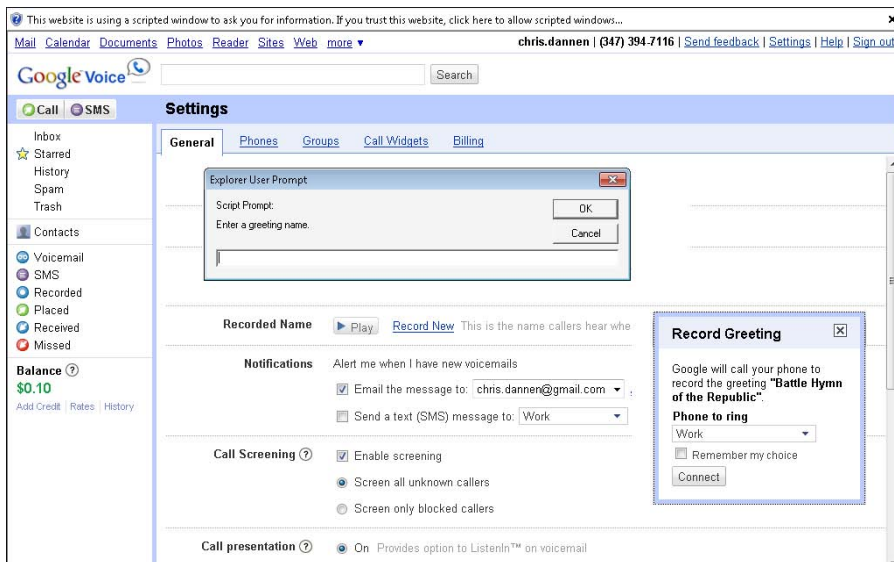 This website is using a scripted window to ask you for information. If you trust this website, click here to allow scripted windows...
Mail Calendar Documents Photos Reader Sites Web more ▼ chris.dannen | (347) 394-7116 | Send feedback | Settings | Help | Sign out
Google Voice Search
Call SMS Settings
General Phones Groups Call Widgets Billing
Inbox
Starred
History
Spam
Trash
Contacts
Voicemail
SMS
Recorded
Placed
Received
Missed
Balance ?
$0.10
Add Credit | Rates | History
Explorer User Prompt
Script Prompt:
Enter a greeting name.
OK
Cancel
Recorded Name Play Record New This is the name callers hear whe
Notifications Alert me when I have new voicemails
Email the message to: chris.dannen@gmail.com
Send a text (SMS) message to: Work
Call Screening ? Enable screening
Screen all unknown callers
Screen only blocked callers
Call presentation ? On Provides option to ListenIn™ on voicemail
Record Greeting
Google will call your phone to
record the greeting "Battle Hymn
of the Republic".
Phone to ring
Work
Remember my choice
Connect